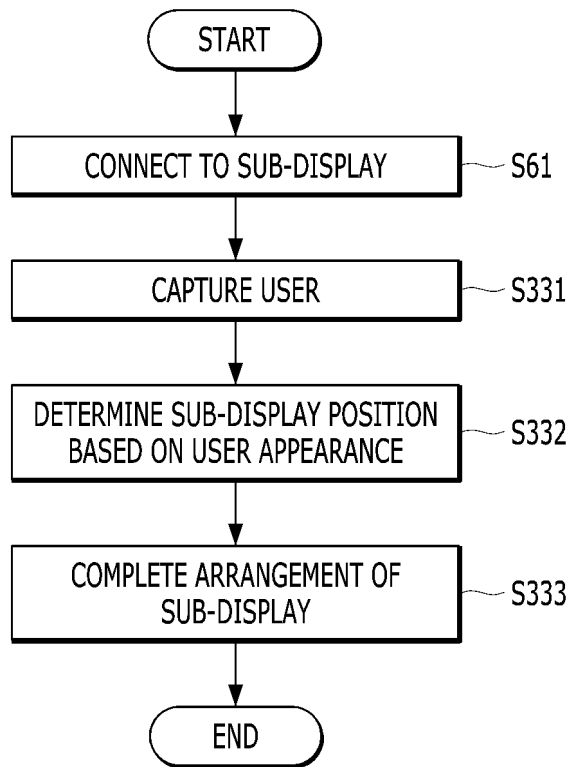 START
CONNECT TO SUB-DISPLAY
S61
CAPTURE USER
S331
DETERMINE SUB-DISPLAY POSITION
BASED ON USER APPEARANCE
S332
COMPLETE ARRANGEMENT OF
SUB-DISPLAY
S333
END